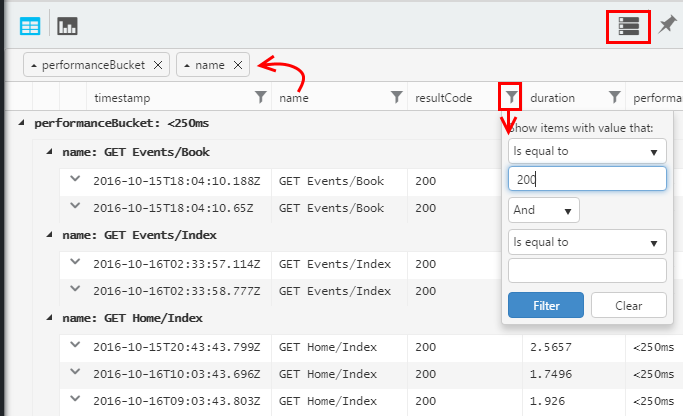 performanceBucket × name ×
timestamp name resultCode duration performa
performanceBucket: <250ms
Show items with value that:
name: GET Events/Book
Is equal to
2016-10-15T18:04:10.188Z GET Events/Book 200
200
2016-10-15T18:04:10.65Z GET Events/Book 200
And
name: GET Events/Index
Is equal to
2016-10-16T02:33:57.114Z GET Events/Index 200
2016-10-16T02:33:58.777Z GET Events/Index 200
Filter Clear
name: GET Home/Index
2016-10-15T20:43:43.799Z GET Home/Index 200 2.5657 <250ms
2016-10-16T10:03:43.696Z GET Home/Index 200 1.7496 <250ms
2016-10-16T09:03:43.803Z GET Home/Index 200 1.926 <250ms